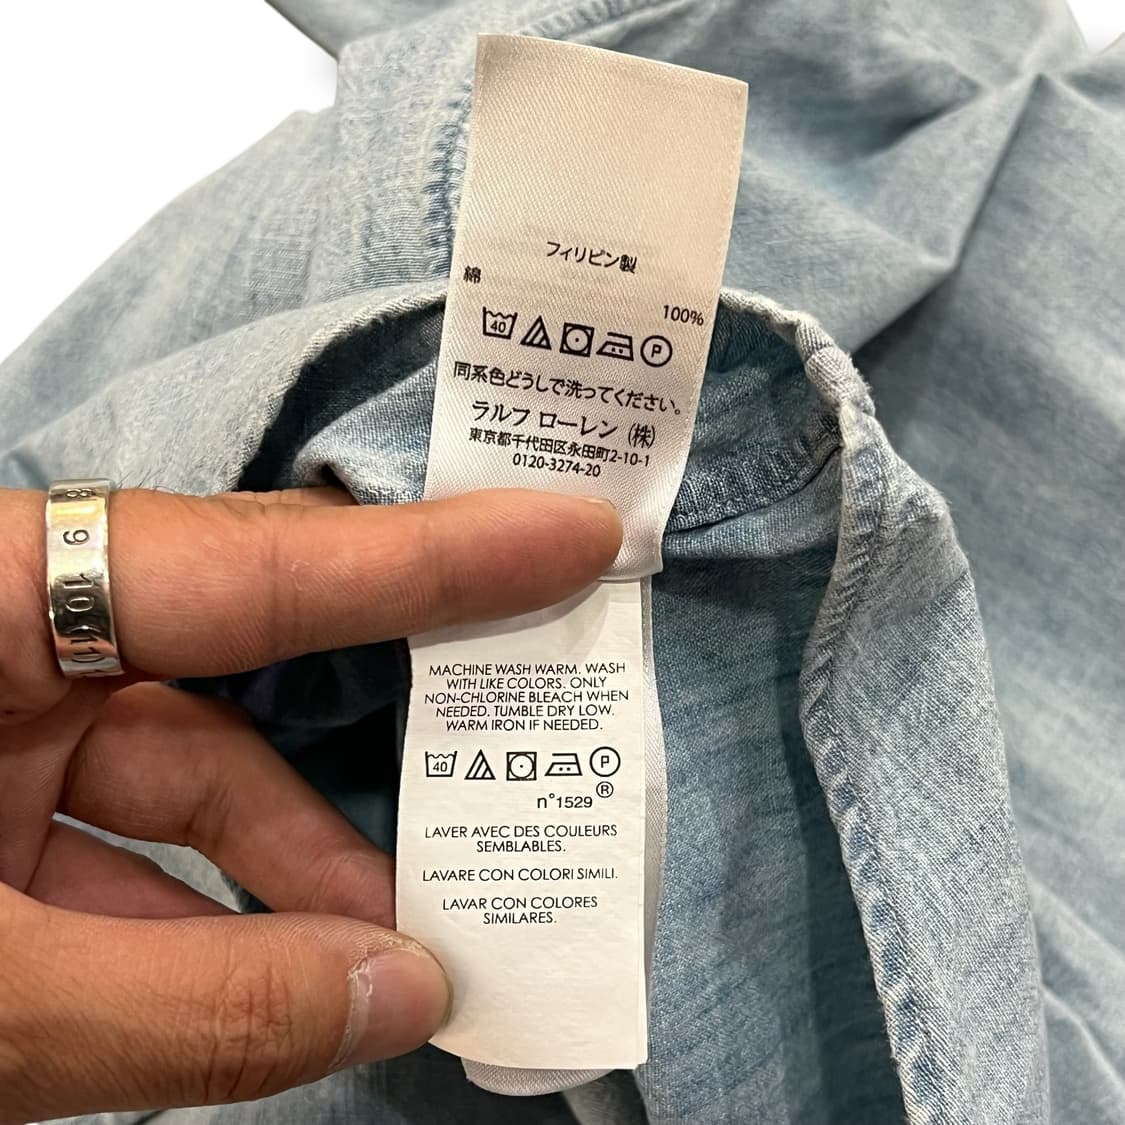 フィリピン製
綿
100%
40 P
同系色どうしで洗ってください。
ラルフ ローレン (株)
東京都千代田区永田町2-10-1
0120-3274-20
9 10 11
MACHINE WASH WARM. WASH
WITH LIKE COLORS. ONLY
NON-CHLORINE BLEACH WHEN
NEEDED. TUMBLE DRY LOW.
WARM IRON IF NEEDED.
40 P
®
n°1529
LAVER AVEC DES COULEURS
SEMBLABLES.
LAVARE CON COLORI SIMILI.
LAVAR CON COLORES
SIMILARES.